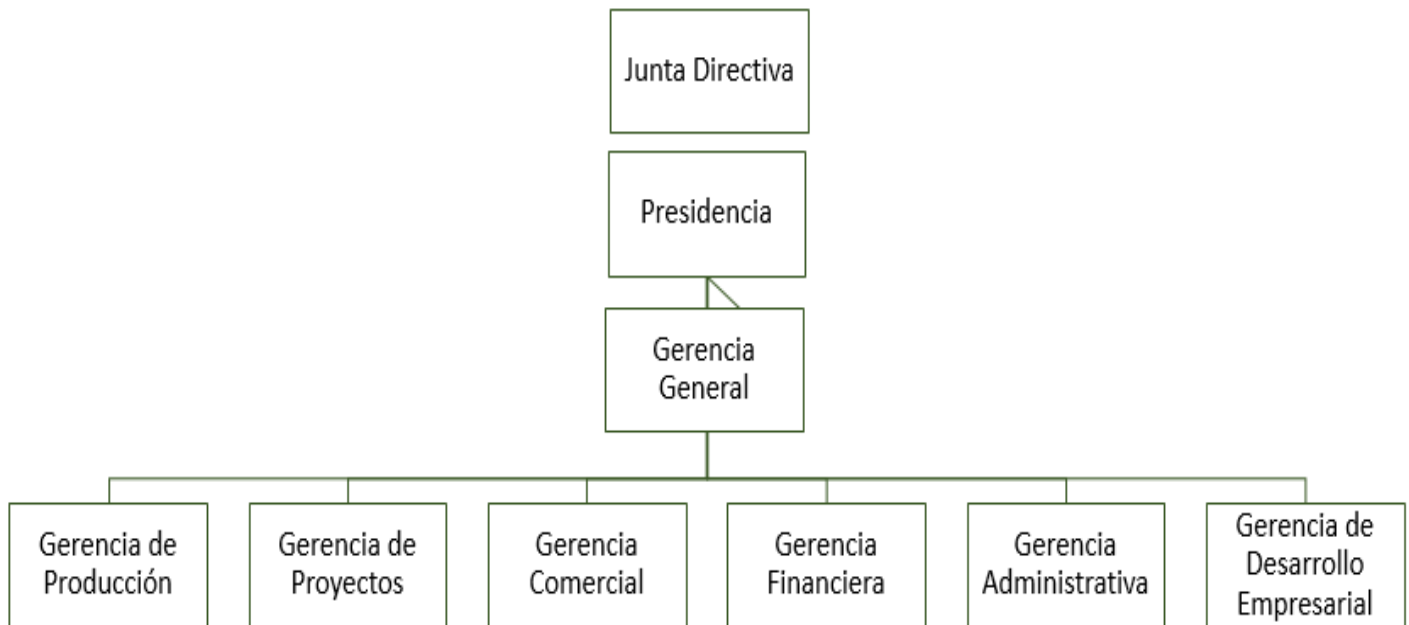 Junta Directiva
Presidencia
Gerencia
General
Gerencia de
Producción
Gerencia de
Proyectos
Gerencia
Comercial
Gerencia
Financiera
Gerencia
Administrativa
Gerencia de
Desarrollo
Empresarial